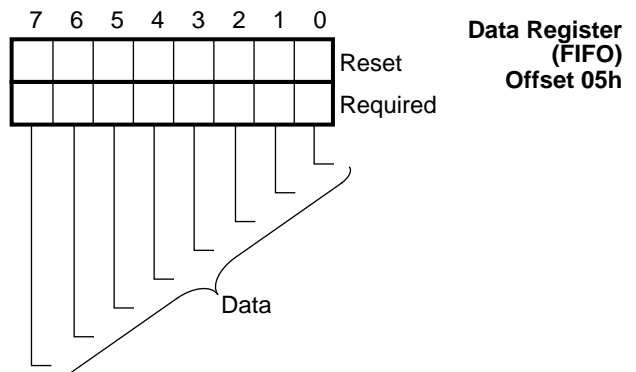 7 6 5 4 3 2 1 0
Data Register
(FIFO)
Offset 05h
Reset
Required
Data